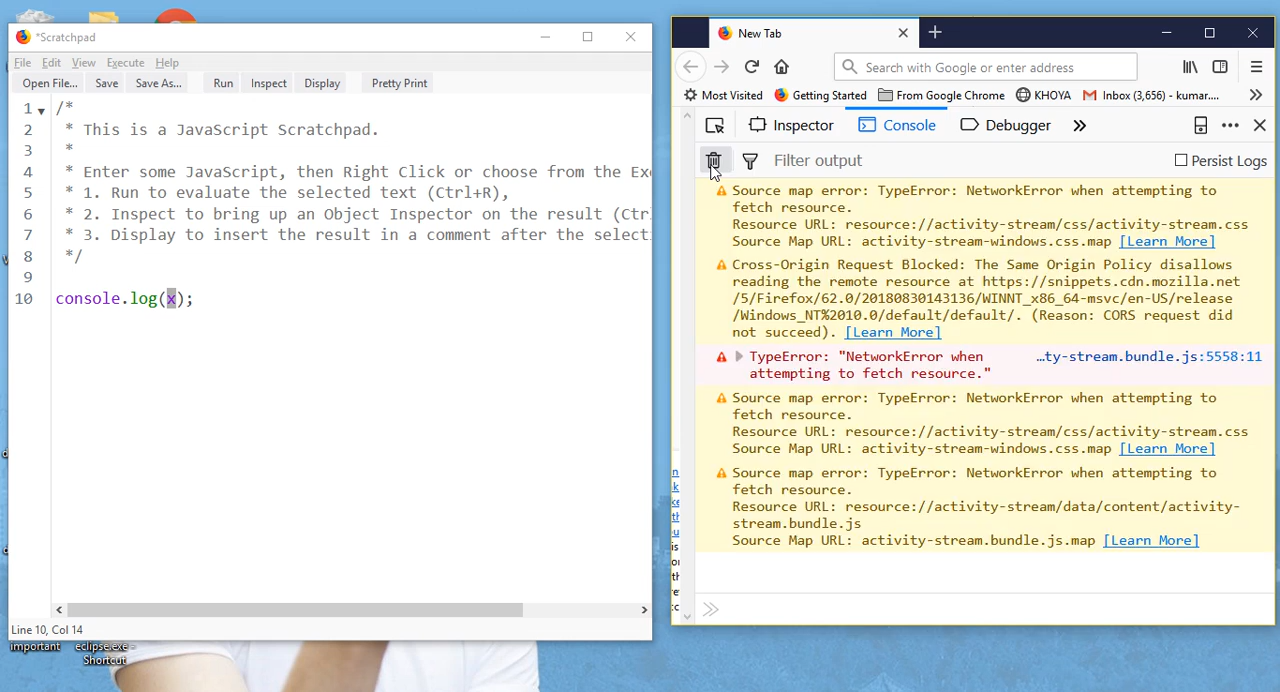 *Scratchpad
File Edit View Execute Help
Open File... Save Save As... Run Inspect Display Pretty Print
1 /*
2 * This is a JavaScript Scratchpad.
3 *
4 * Enter some JavaScript, then Right Click or choose from the Exe
5 * 1. Run to evaluate the selected text (Ctrl+R),
6 * 2. Inspect to bring up an Object Inspector on the result (Ctrl
7 * 3. Display to insert the result in a comment after the selecti
8 */
9
10 console.log(x);
Line 10, Col 14
important
eclipse.exe -
Shortcut
New Tab
Search with Google or enter address
Most Visited Getting Started From Google Chrome KHOYA Inbox (3,656) - kumar....
Inspector Console Debugger
Filter output Persist Logs
Source map error: TypeError: NetworkError when attempting to
fetch resource.
Resource URL: resource://activity-stream/css/activity-stream.css
Source Map URL: activity-stream-windows.css.map [Learn More]
Cross-Origin Request Blocked: The Same Origin Policy disallows
reading the remote resource at https://snippets.cdn.mozilla.net
/5/Firefox/62.0/20180830143136/WINNT_x86_64-msvc/en-US/release
/Windows_NT%2010.0/default/default/. (Reason: CORS request did
not succeed). [Learn More]
TypeError: "NetworkError when …ty-stream.bundle.js:5558:11
attempting to fetch resource."
Source map error: TypeError: NetworkError when attempting to
fetch resource.
Resource URL: resource://activity-stream/css/activity-stream.css
Source Map URL: activity-stream-windows.css.map [Learn More]
Source map error: TypeError: NetworkError when attempting to
fetch resource.
Resource URL: resource://activity-stream/data/content/activity-
stream.bundle.js
Source Map URL: activity-stream.bundle.js.map [Learn More]